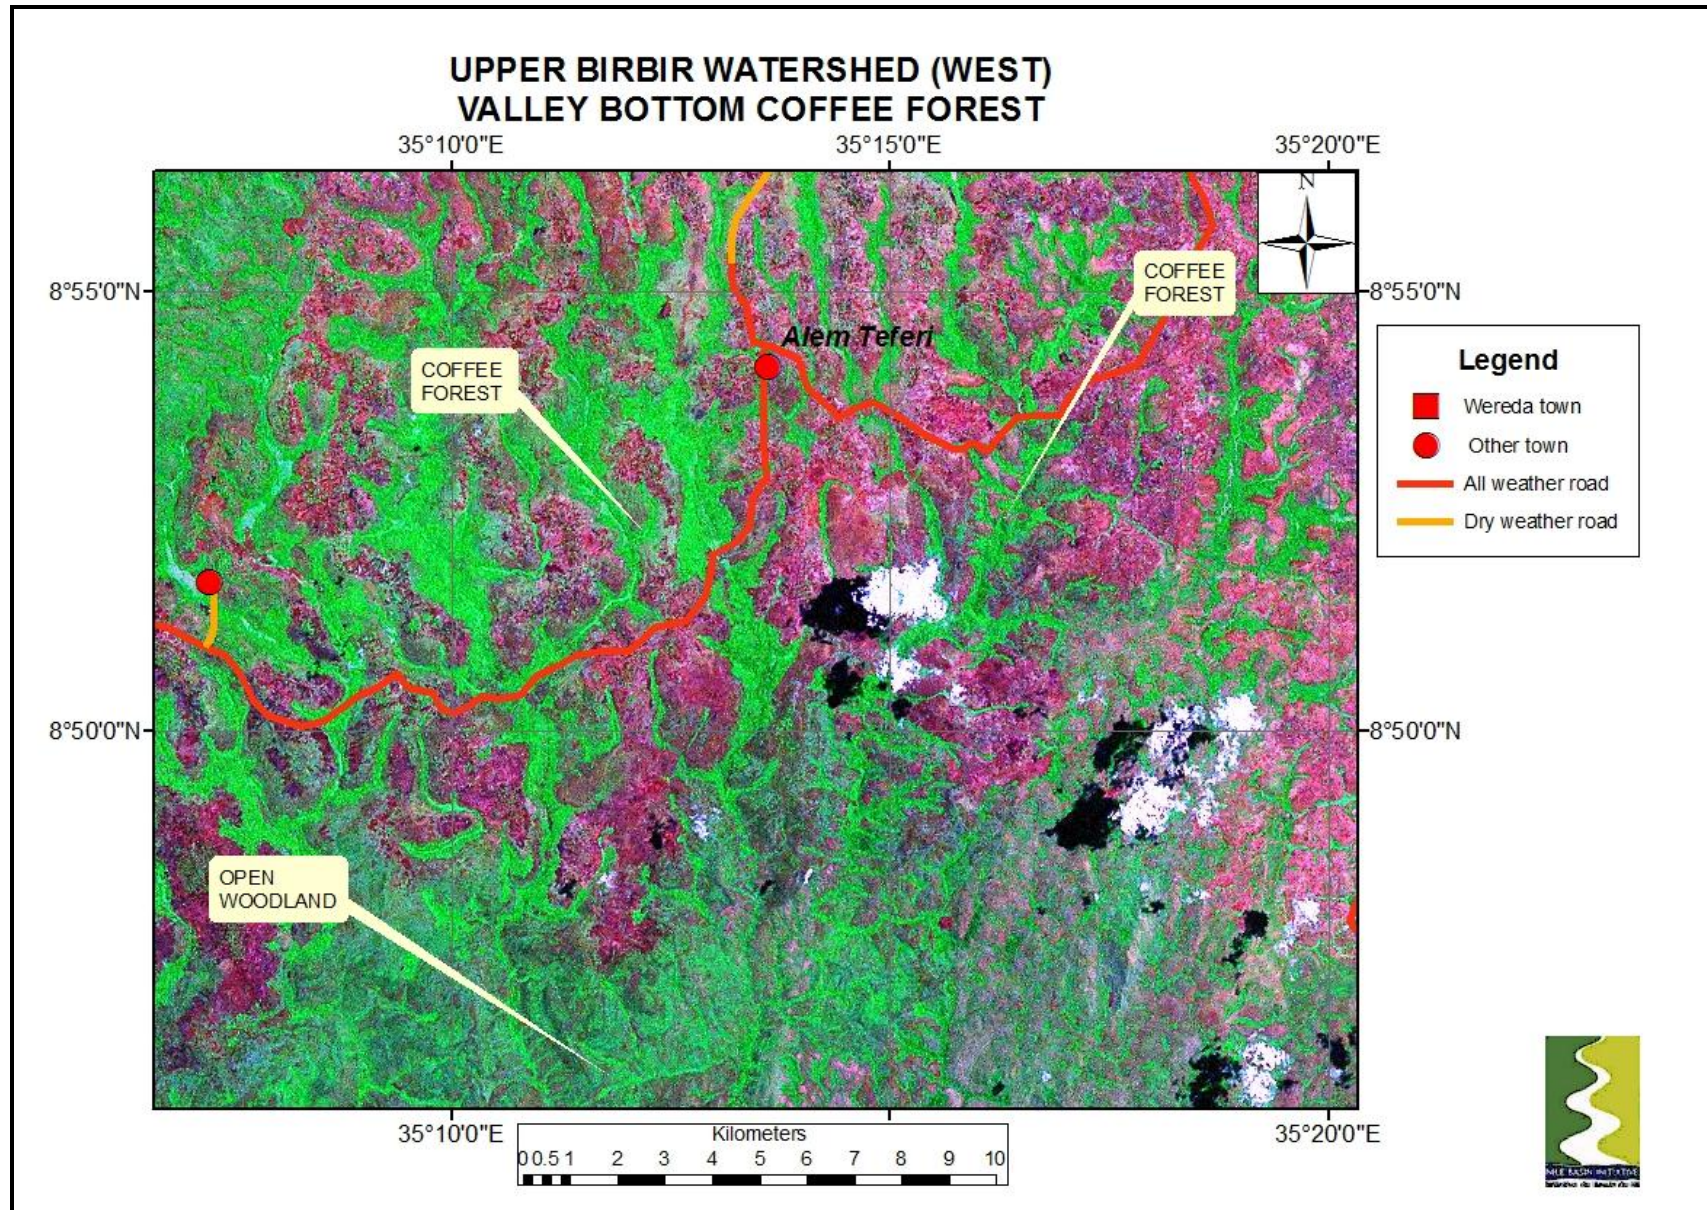 UPPER BIRBIR WATERSHED (WEST)
VALLEY BOTTOM COFFEE FOREST
35°10'0"E
35°15'0"E
35°20'0"E
N
8°55'0"N
8°55'0"N
COFFEE
FOREST
Alem Teferi
COFFEE
FOREST
Legend
Wereda town
Other town
All weather road
Dry weather road
8°50'0"N
8°50'0"N
OPEN
WOODLAND
35°10'0"E
35°20'0"E
Kilometers
0 0.5 1 2 3 4 5 6 7 8 9 10
NILE BASIN INITIATIVE